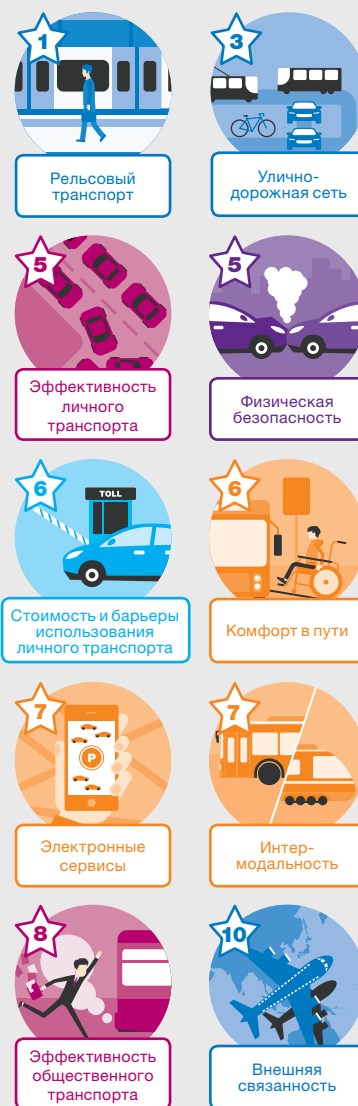 1
Рельсовый
транспорт
3
Улично-
дорожная сеть
5
Эффективность
личного
транспорта
5
Физическая
безопасность
6
TOLL
Стоимость и барьеры
использования
личного транспорта
6
Комфорт в пути
7
P
Электронные
сервисы
7
Интер-
модальность
8
Эффективность
общественного
транспорта
10
Внешняя
связанность